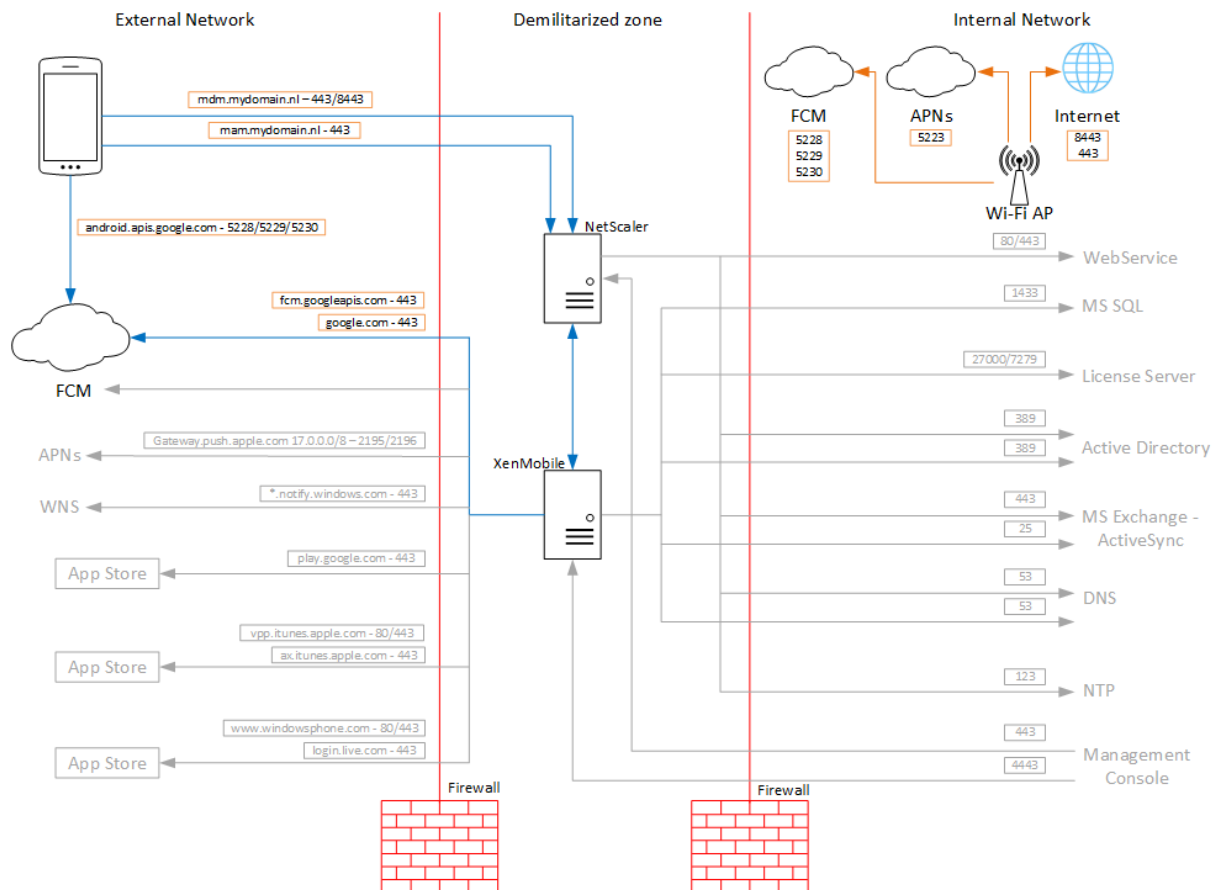 External Network
Demilitarized zone
Internal Network
mdm.mydomain.nl – 443/8443
mam.mydomain.nl - 443
android.apis.google.com - 5228/5229/5230
fcm.googleapis.com - 443
google.com - 443
FCM
Gateway.push.apple.com 17.0.0.0/8 – 2195/2196
APNs
*.notify.windows.com - 443
WNS
play.google.com - 443
App Store
vpp.itunes.apple.com - 80/443
ax.itunes.apple.com - 443
App Store
www.windowsphone.com - 80/443
login.live.com - 443
App Store
Firewall
NetScaler
XenMobile
Firewall
FCM
5228
5229
5230
APNs
5223
Internet
8443
443
Wi-Fi AP
80/443
WebService
1433
MS SQL
27000/7279
License Server
389
389
Active Directory
443
25
MS Exchange -
ActiveSync
53
53
DNS
123
NTP
443
4443
Management
Console